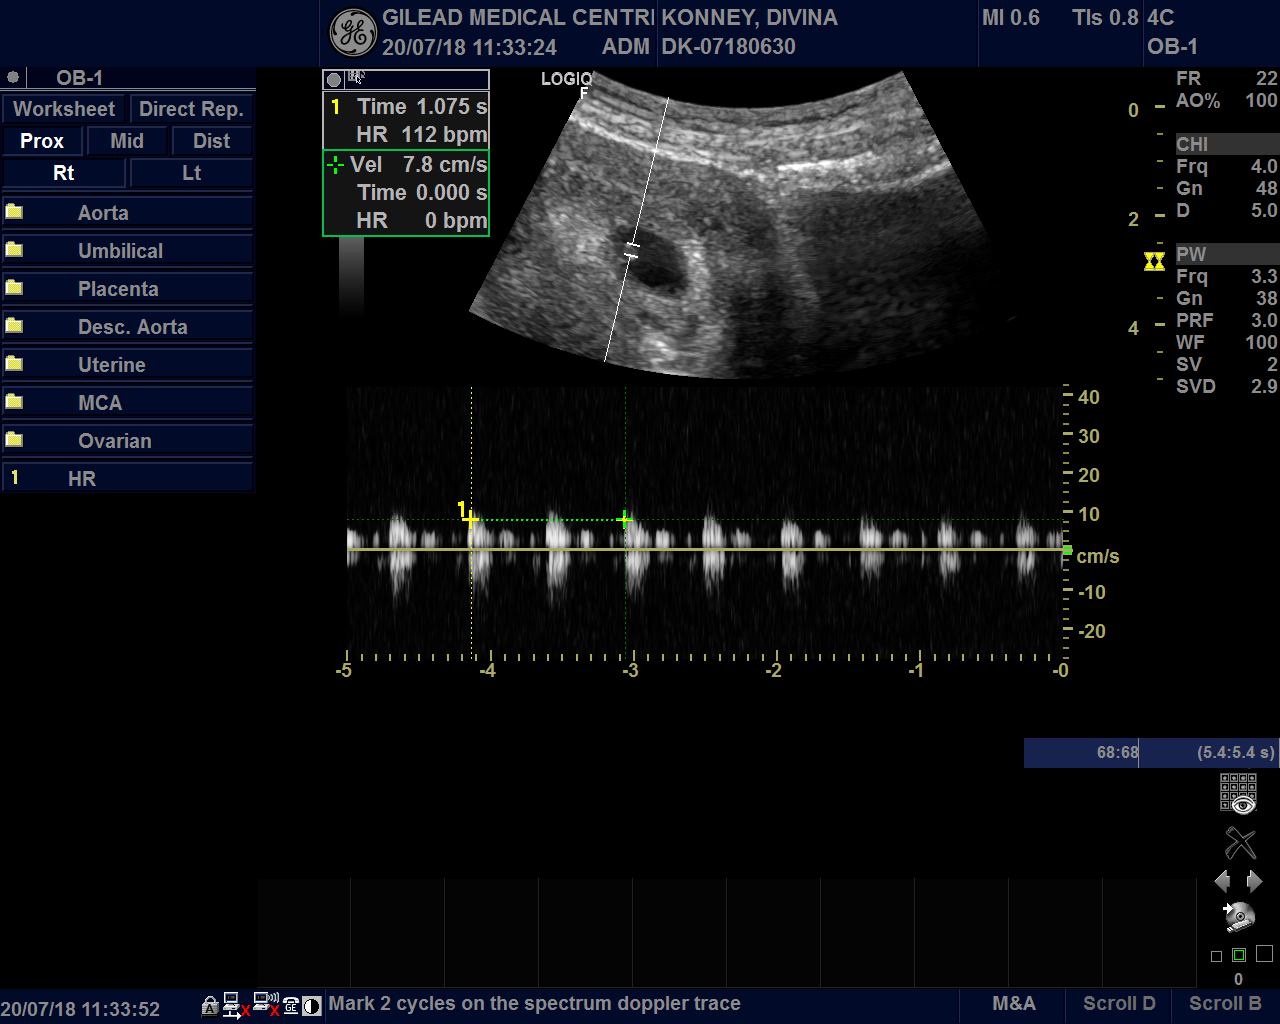 GILEAD MEDICAL CENTRI
KONNEY, DIVINA
MI 0.6
TIs 0.8
4C
20/07/18 11:33:24
ADM
DK-07180630
OB-1
OB-1
Worksheet
Direct Rep.
Prox
Mid
Dist
Rt
Lt
Aorta
Umbilical
Placenta
Desc. Aorta
Uterine
MCA
Ovarian
1 HR
1 Time 1.075 s
HR 112 bpm
Vel 7.8 cm/s
Time 0.000 s
HR 0 bpm
LOGIQ
F
0
2
4
FR 22
AO% 100
CHI
Frq 4.0
Gn 48
D 5.0
PW
Frq 3.3
Gn 38
PRF 3.0
WF 100
SV 2
SVD 2.9
1
40
30
20
10
cm/s
-10
-20
-5 -4 -3 -2 -1 -0
68:68 (5.4:5.4 s)
0
20/07/18 11:33:52
GE
Mark 2 cycles on the spectrum doppler trace
M&A
Scroll D
Scroll B